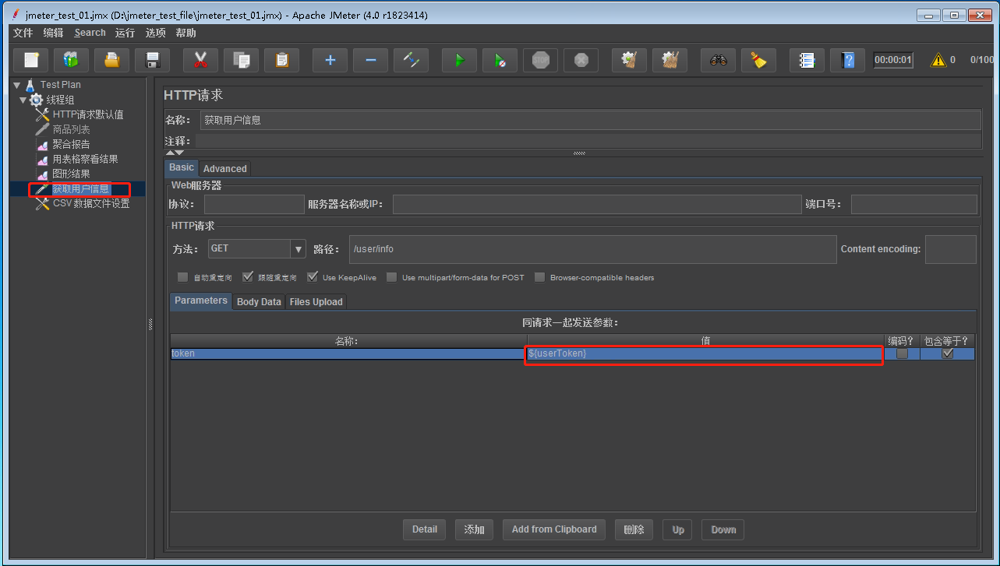 jmeter_test_01.jmx (D:\jmeter_test_file\jmeter_test_01.jmx) - Apache JMeter (4.0 r1823414)
文件 编辑 Search 运行 选项 帮助
STOP 00:00:01 0 0/100
Test Plan
线程组
HTTP请求默认值
商品列表
聚合报告
用表格察看结果
图形结果
获取用户信息
CSV 数据文件设置
HTTP请求
名称： 获取用户信息
注释：
Basic Advanced
Web服务器
协议： 服务器名称或IP： 端口号：
HTTP请求
方法： GET 路径： /user/info Content encoding:
自动重定向 跟随重定向 Use KeepAlive Use multipart/form-data for POST Browser-compatible headers
Parameters Body Data Files Upload
同请求一起发送参数：
名称： 值 编码？ 包含等于？
token ${userToken}
Detail 添加 Add from Clipboard 删除 Up Down